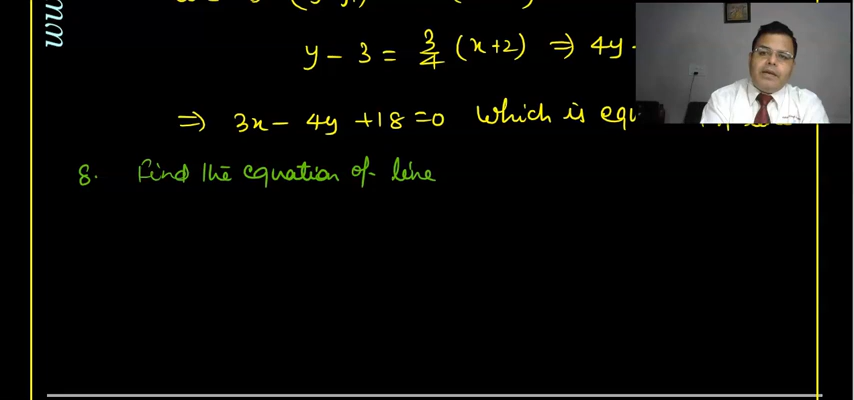 y - 3 = 3/4 (x+2) ⇒ 4y -
⇒ 3x - 4y + 18 = 0 Which is equ
8. Find the equation of line